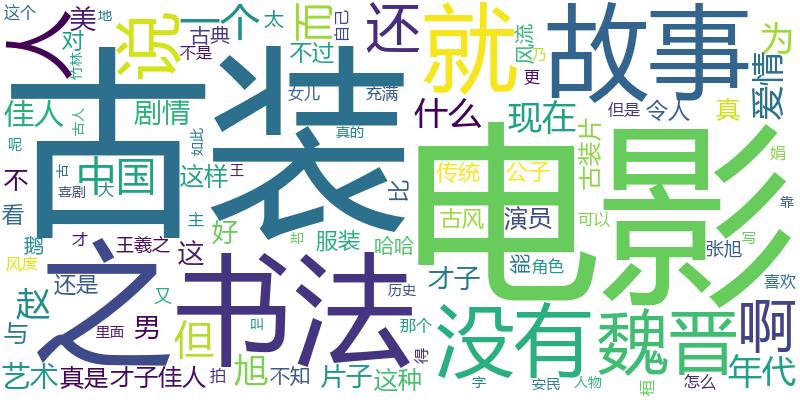 这个 美 地 太 古典 一个 还 就 故事 为
人 竹林 对 说 不是 不过 而 自己 风流 乃 更 爱情
佳人 古人 剧情 女儿 充满 什么 现在 但是 令人 真
古装 电影
呢 中国 这样 王 如此 真的 比 传统 公子 古装片 娟
不 古 喜剧 大 主 古风 演员 可以 靠
看 鹅 才 王羲之 这 好 服装 哈哈 能 角色 张旭 写
风度 还是 之 书法 却 历史 才子 没有 魏晋 喜欢 啊
赵 里面 男 又 但 叫 那个 得
与 艺术 真是 才子佳人 拍 旭 不知 片子 这种 字 安民 人物 桓 怎么 年代